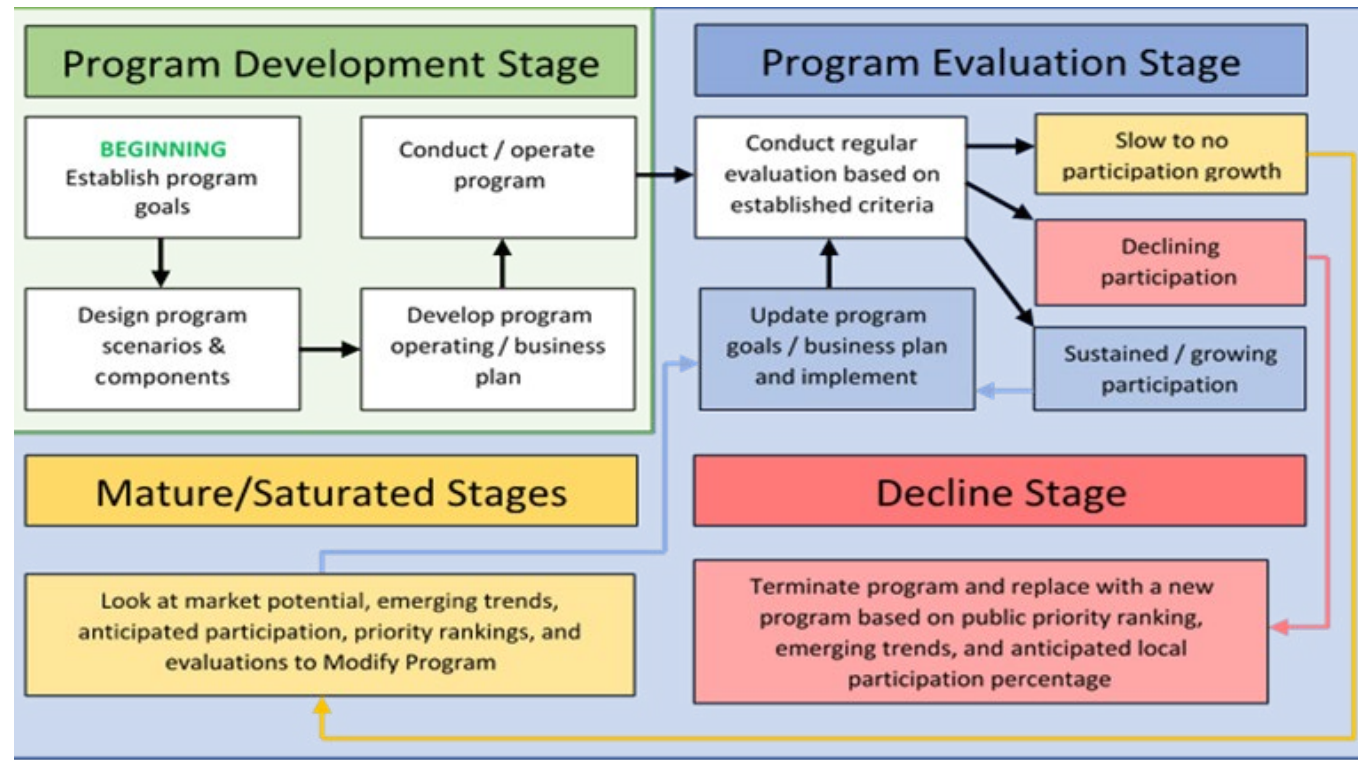 Program Development Stage
BEGINNING
Establish program
goals
Design program
scenarios &
components
Develop program
operating / business
plan
Conduct / operate
program
Program Evaluation Stage
Conduct regular
evaluation based on
established criteria
Slow to no
participation growth
Declining
participation
Sustained / growing
participation
Update program
goals / business plan
and implement
Mature/Saturated Stages
Look at market potential, emerging trends,
anticipated participation, priority rankings, and
evaluations to Modify Program
Decline Stage
Terminate program and replace with a new
program based on public priority ranking,
emerging trends, and anticipated local
participation percentage